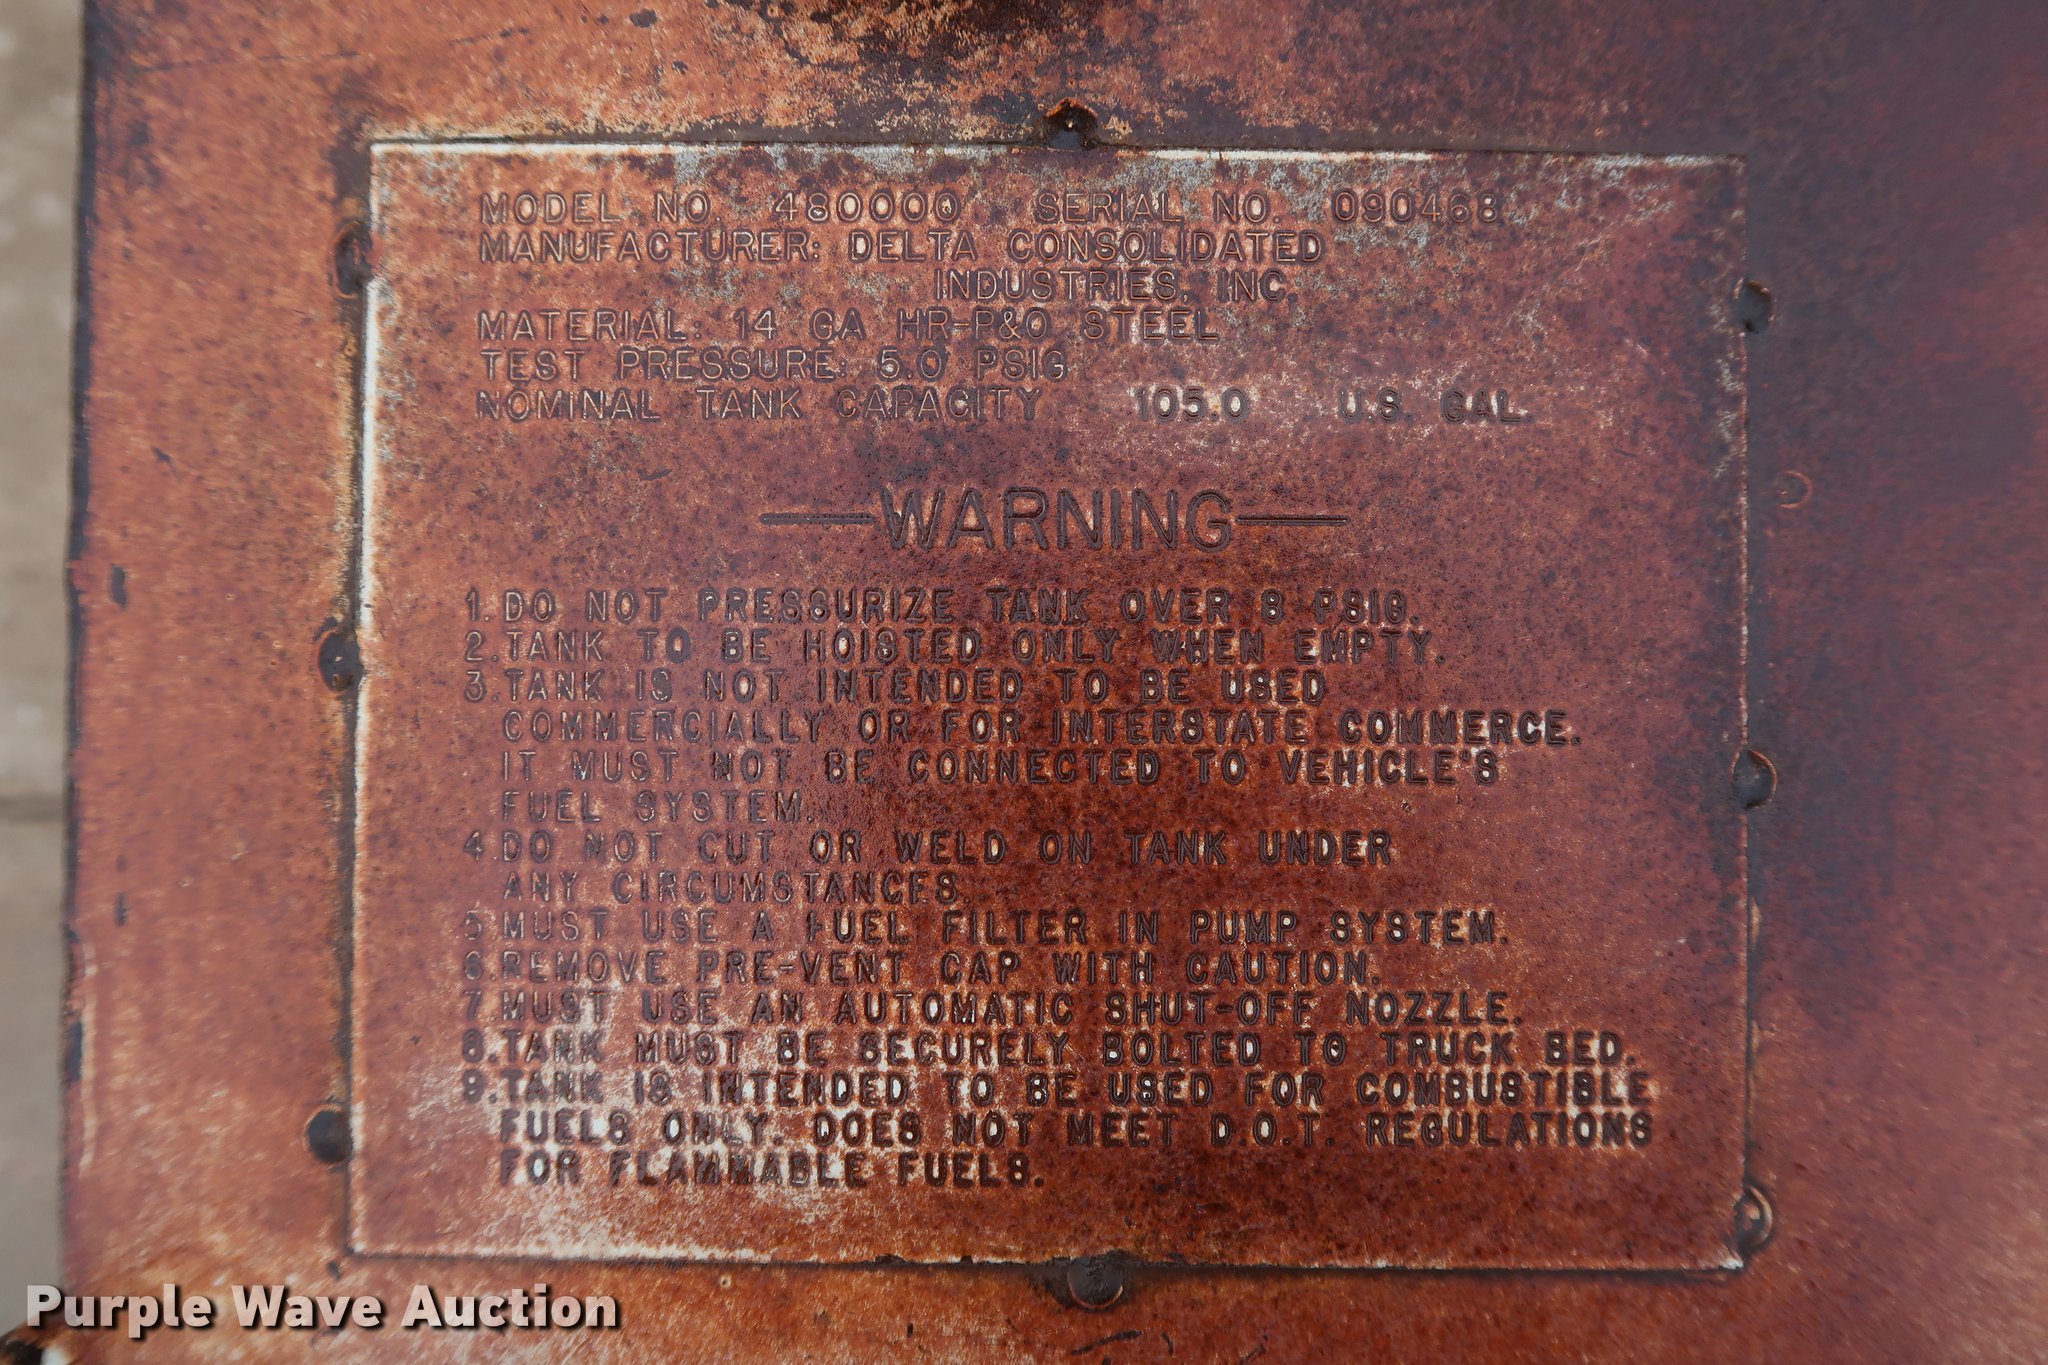 MODEL NO. 480000 SERIAL NO. 090468
MANUFACTURER: DELTA CONSOLIDATED
INDUSTRIES, INC.
MATERIAL: 14 GA HR-P&O STEEL
TEST PRESSURE: 5.0 PSIG
NOMINAL TANK CAPACITY 105.0 U.S. GAL.
—WARNING—
1. DO NOT PRESSURIZE TANK OVER 8 PSIG.
2. TANK TO BE HOISTED ONLY WHEN EMPTY.
3. TANK IS NOT INTENDED TO BE USED
COMMERCIALLY OR FOR INTERSTATE COMMERCE.
IT MUST NOT BE CONNECTED TO VEHICLE'S
FUEL SYSTEM.
4. DO NOT CUT OR WELD ON TANK UNDER
ANY CIRCUMSTANCES.
5. MUST USE A FUEL FILTER IN PUMP SYSTEM.
6. REMOVE PRE-VENT CAP WITH CAUTION.
7. MUST USE AN AUTOMATIC SHUT-OFF NOZZLE.
8. TANK MUST BE SECURELY BOLTED TO TRUCK BED.
9. TANK IS INTENDED TO BE USED FOR COMBUSTIBLE
FUELS ONLY. DOES NOT MEET D.O.T. REGULATIONS
FOR FLAMMABLE FUELS.
Purple Wave Auction